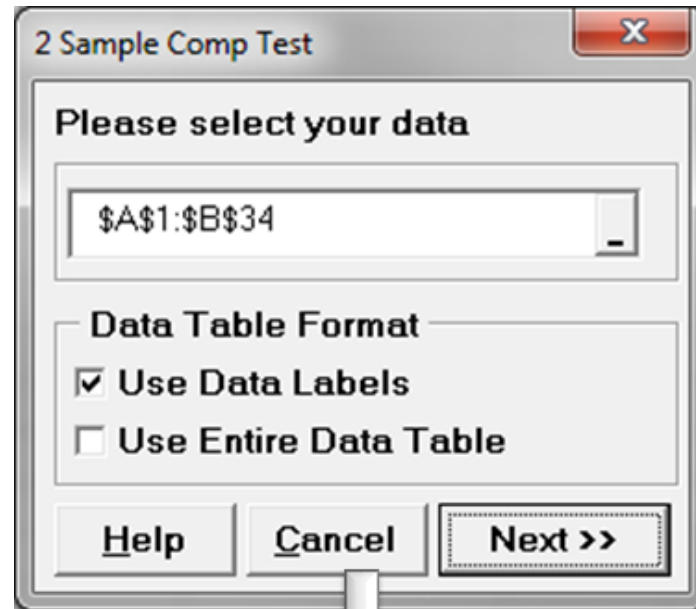 2 Sample Comp Test
Please select your data
$A$1:$B$34
Data Table Format
Use Data Labels
Use Entire Data Table
Help Cancel Next >>